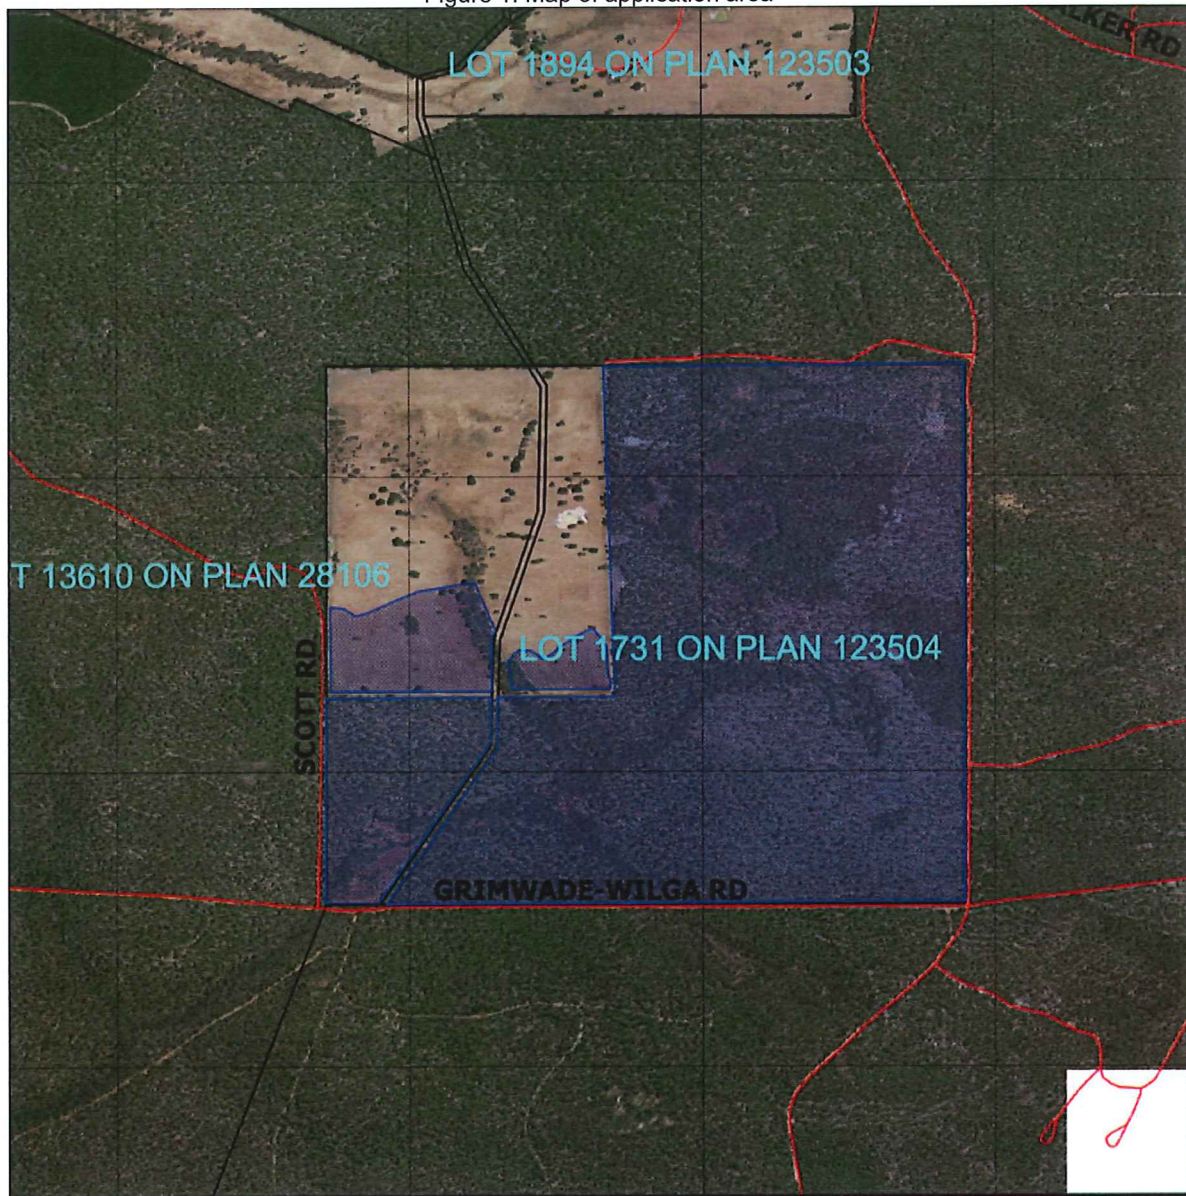 LOT 1894 ON PLAN 123503
T 13610 ON PLAN 28106
LOT 1731 ON PLAN 123504
SCOTT RD
GRIMWADE-WILGA RD